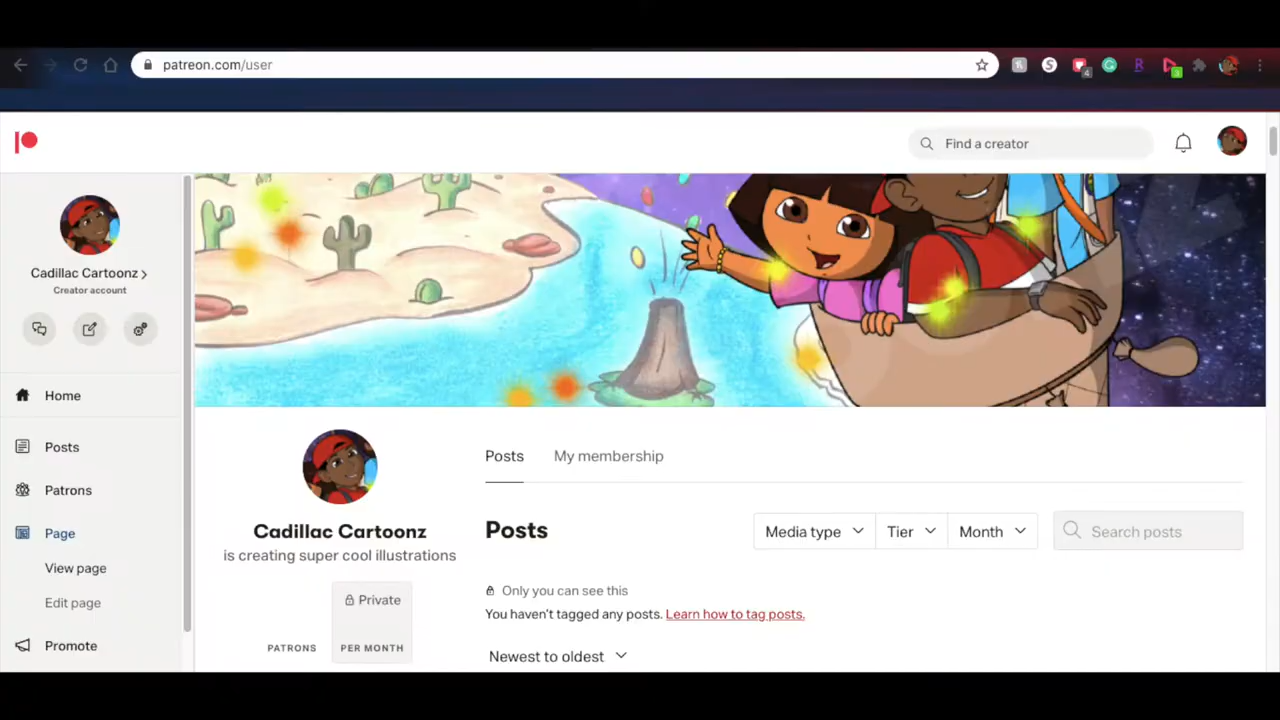 patreon.com/user
4
3
Find a creator
Cadillac Cartoonz
Creator account
Home
Posts
Patrons
Page
View page
Edit page
Promote
Cadillac Cartoonz
is creating super cool illustrations
PATRONS
Private
PER MONTH
Posts My membership
Posts
Media type Tier Month Search posts
Only you can see this
You haven't tagged any posts. Learn how to tag posts.
Newest to oldest